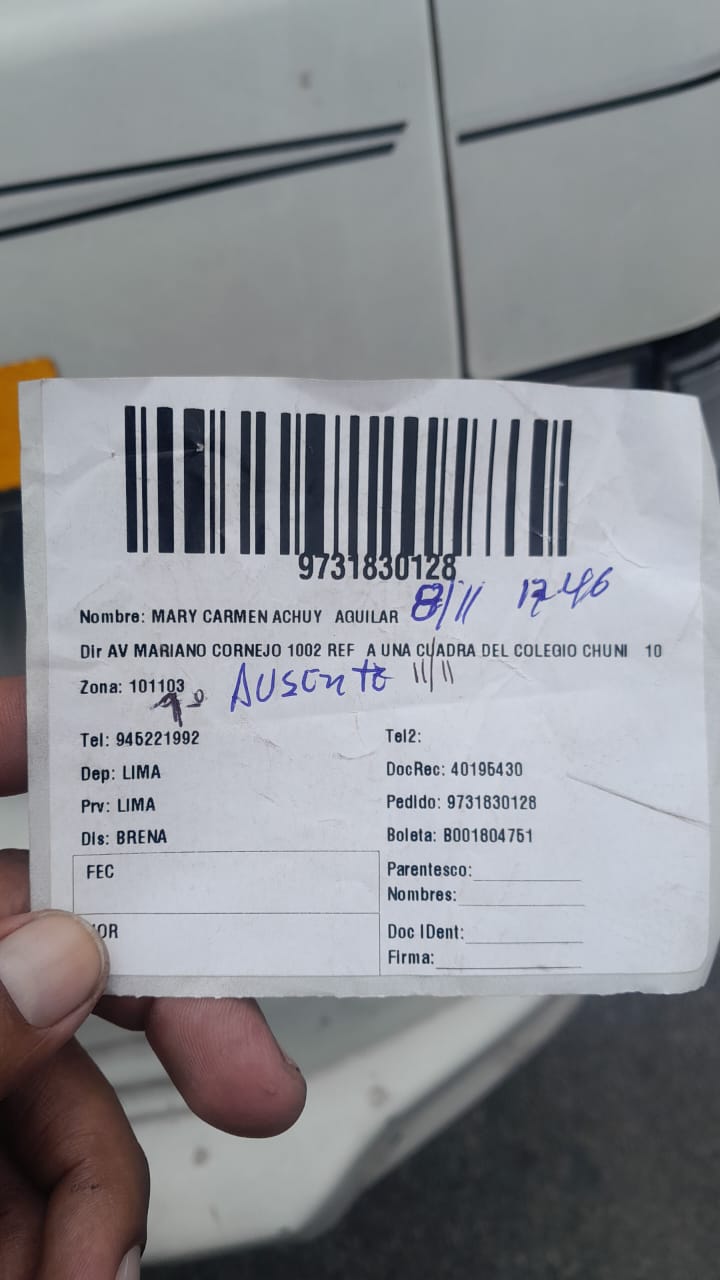 9731830128
Nombre: MARY CARMEN ACHUY AGUILAR 8/11 17:46
Dir AV MARIANO CORNEJO 1002 REF A UNA CUADRA DEL COLEGIO CHUNI 10
Zona: 101103 AUSENTE 11/11
Tel: 945221992 Tel2:
Dep: LIMA DocRec: 40195430
Prv: LIMA Pedido: 9731830128
Dis: BRENA Boleta: B001804751
FEC Parentesco:
Nombres:
Doc IDent:
Firma: